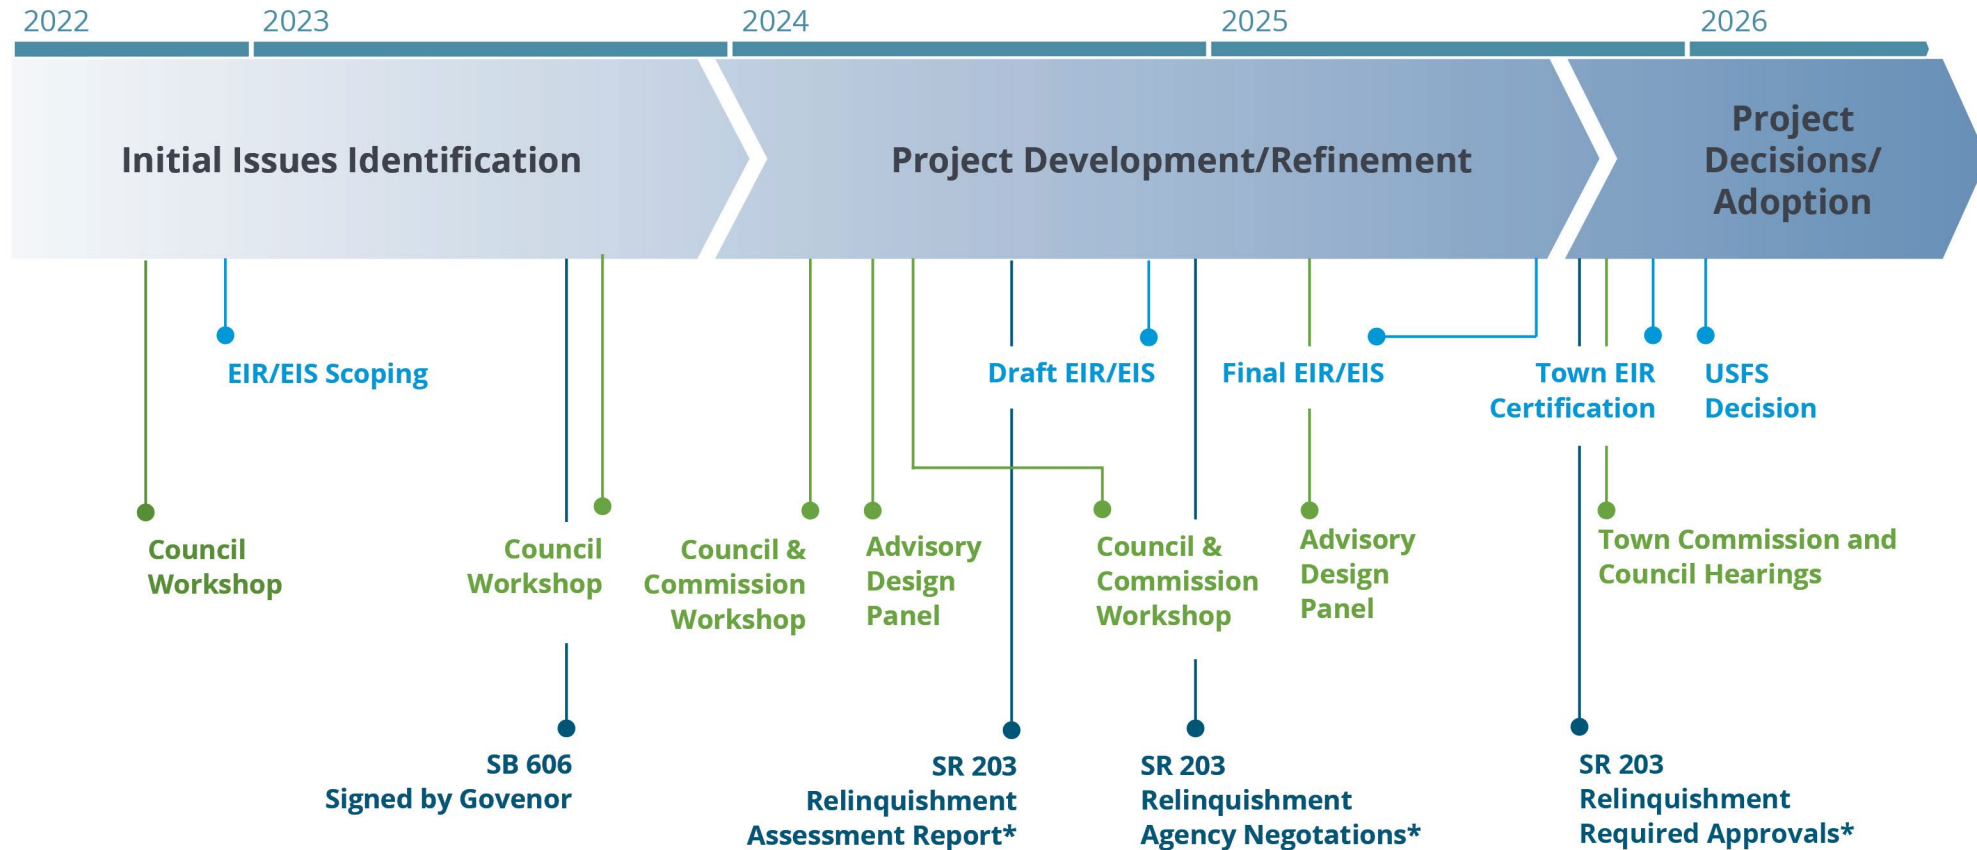 2022
2023
2024
2025
2026
Initial Issues Identification
Project Development/Refinement
Project
Decisions/
Adoption
EIR/EIS Scoping
Draft EIR/EIS
Final EIR/EIS
Town EIR
Certification
USFS
Decision
Council
Workshop
Council
Workshop
Council &
Commission
Workshop
Advisory
Design
Panel
Council &
Commission
Workshop
Advisory
Design
Panel
Town Commission and
Council Hearings
SB 606
Signed by Govenor
SR 203
Relinquishment
Assessment Report*
SR 203
Relinquishment
Agency Negotations*
SR 203
Relinquishment
Required Approvals*